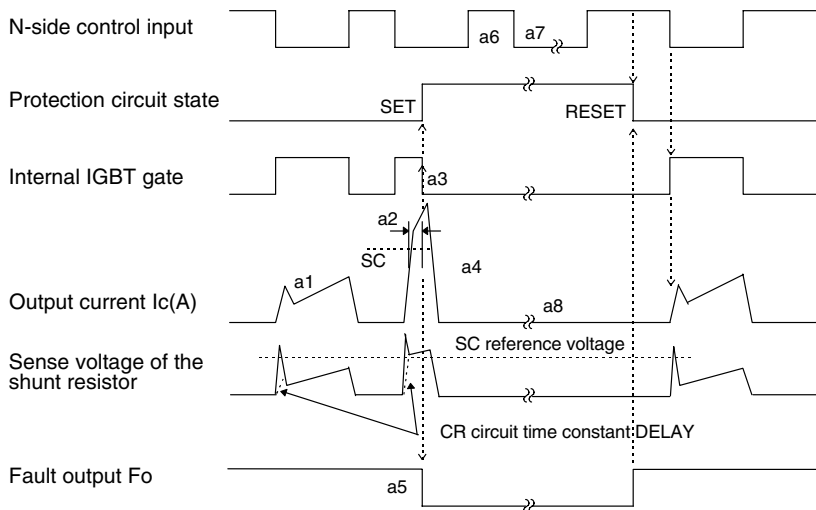 N-side control input
a6
a7
Protection circuit state
SET
RESET
Internal IGBT gate
a3
a2
SC
a4
a1
Output current Ic(A)
a8
SC reference voltage
Sense voltage of the
shunt resistor
CR circuit time constant DELAY
Fault output Fo
a5